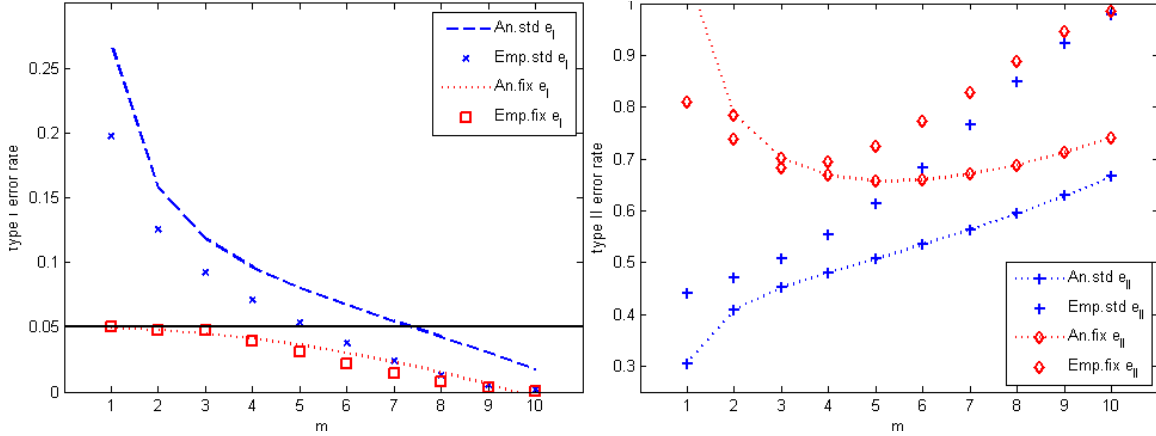 0.25
0.2
0.15
0.1
0.05
0
type I error rate
1 2 3 4 5 6 7 8 9 10
m
An.std e_I
Emp.std e_I
An.fix e_I
Emp.fix e_I
1
0.9
0.8
0.7
0.6
0.5
0.4
0.3
type II error rate
1 2 3 4 5 6 7 8 9 10
m
An.std e_II
Emp.std e_II
An.fix e_II
Emp.fix e_II